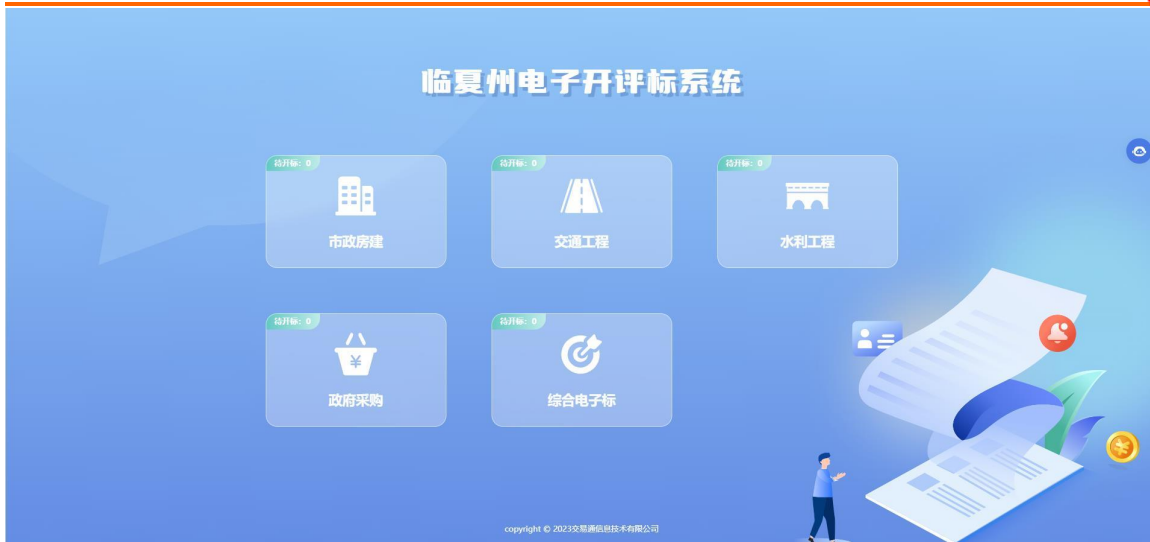 临夏州电子开评标系统
待开标：0
市政房建
待开标：0
交通工程
待开标：0
水利工程
待开标：0
政府采购
待开标：0
综合电子标
copyright © 2023交易通信息技术有限公司